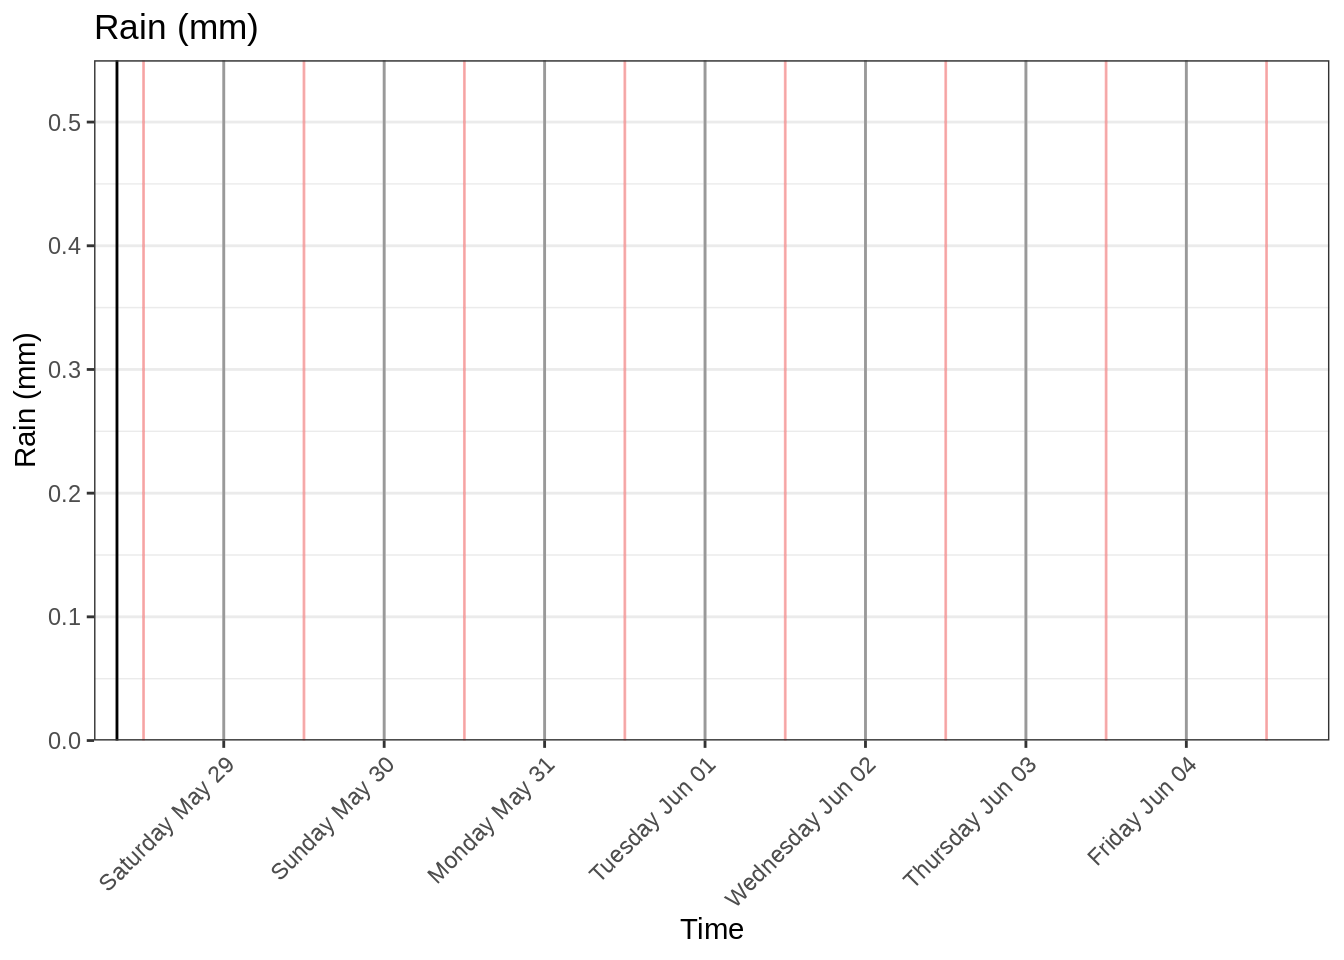 Rain (mm)
Rain (mm)
0.5
0.4
0.3
0.2
0.1
0.0
Saturday May 29
Sunday May 30
Monday May 31
Tuesday Jun 01
Wednesday Jun 02
Thursday Jun 03
Friday Jun 04
Time